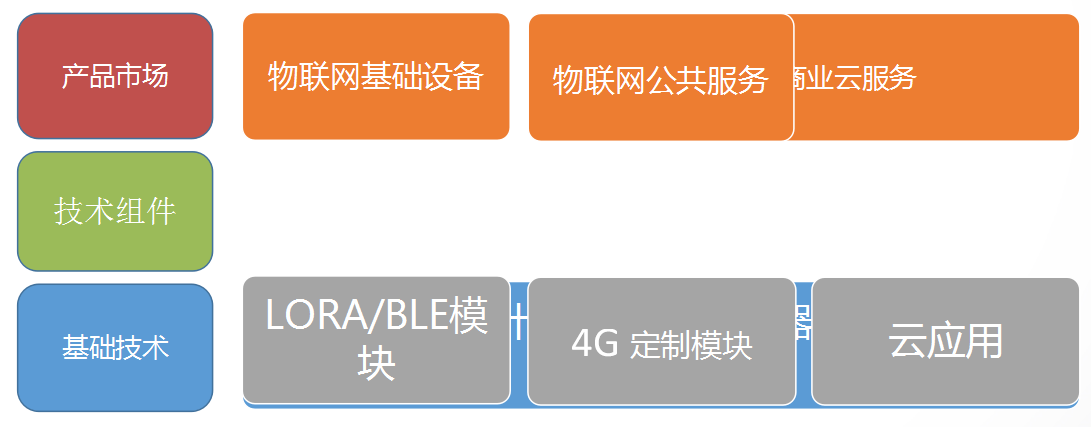 产品市场
物联网基础设备
物联网公共服务
商业云服务
技术组件
基础技术
LORA/BLE模
块
4G 定制模块
云应用